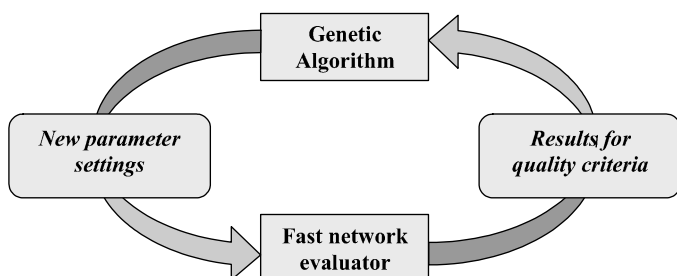 Genetic
Algorithm
New parameter
settings
Results for
quality criteria
Fast network
evaluator